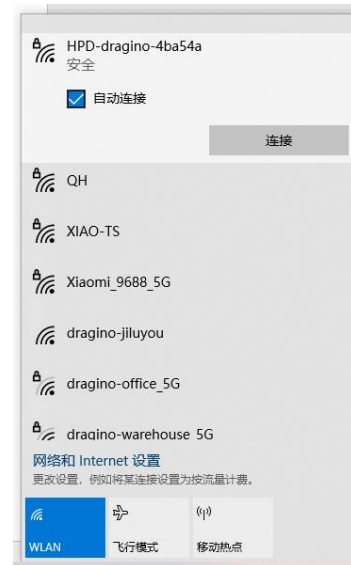 HPD-dragino-4ba54a
安全
自动连接
连接
QH
XIAO-TS
Xiaomi_9688_5G
dragino-jiluyou
dragino-office_5G
dragino-warehouse 5G
网络和 Internet 设置
更改设置，例如将某连接设置为按流量计费。
WLAN
飞行模式
移动热点